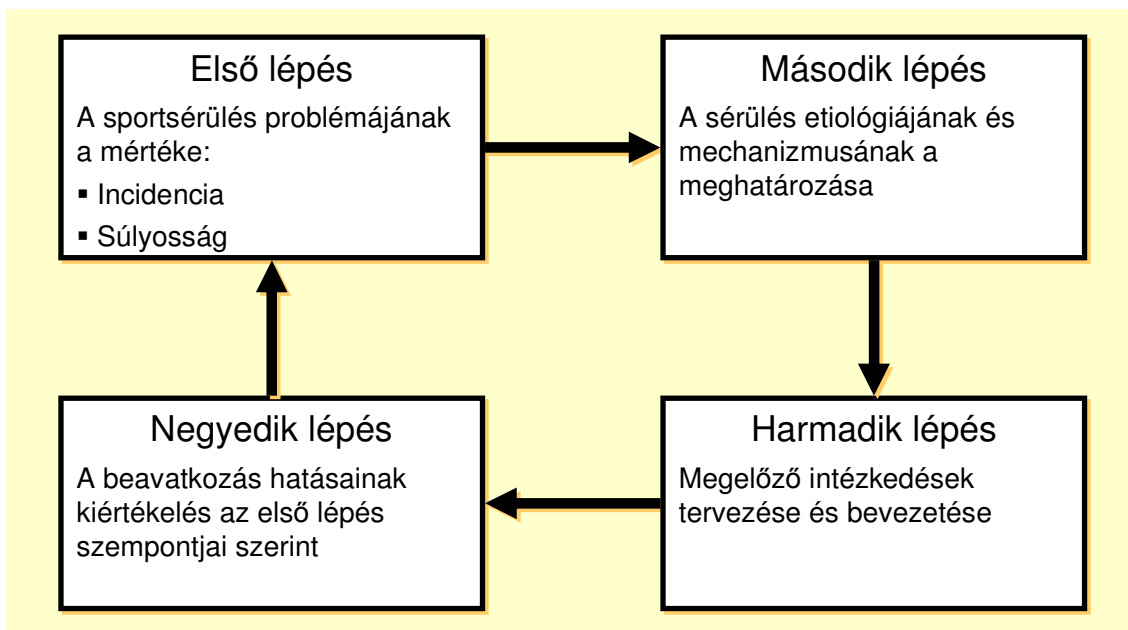 Első lépés
A sportsérülés problémájának
a mértéke:
▪ Incidencia
▪ Súlyosság
Második lépés
A sérülés etiológiájának és
mechanizmusának a
meghatározása
Harmadik lépés
Megelőző intézkedések
tervezése és bevezetése
Negyedik lépés
A beavatkozás hatásainak
kiértékelés az első lépés
szempontjai szerint